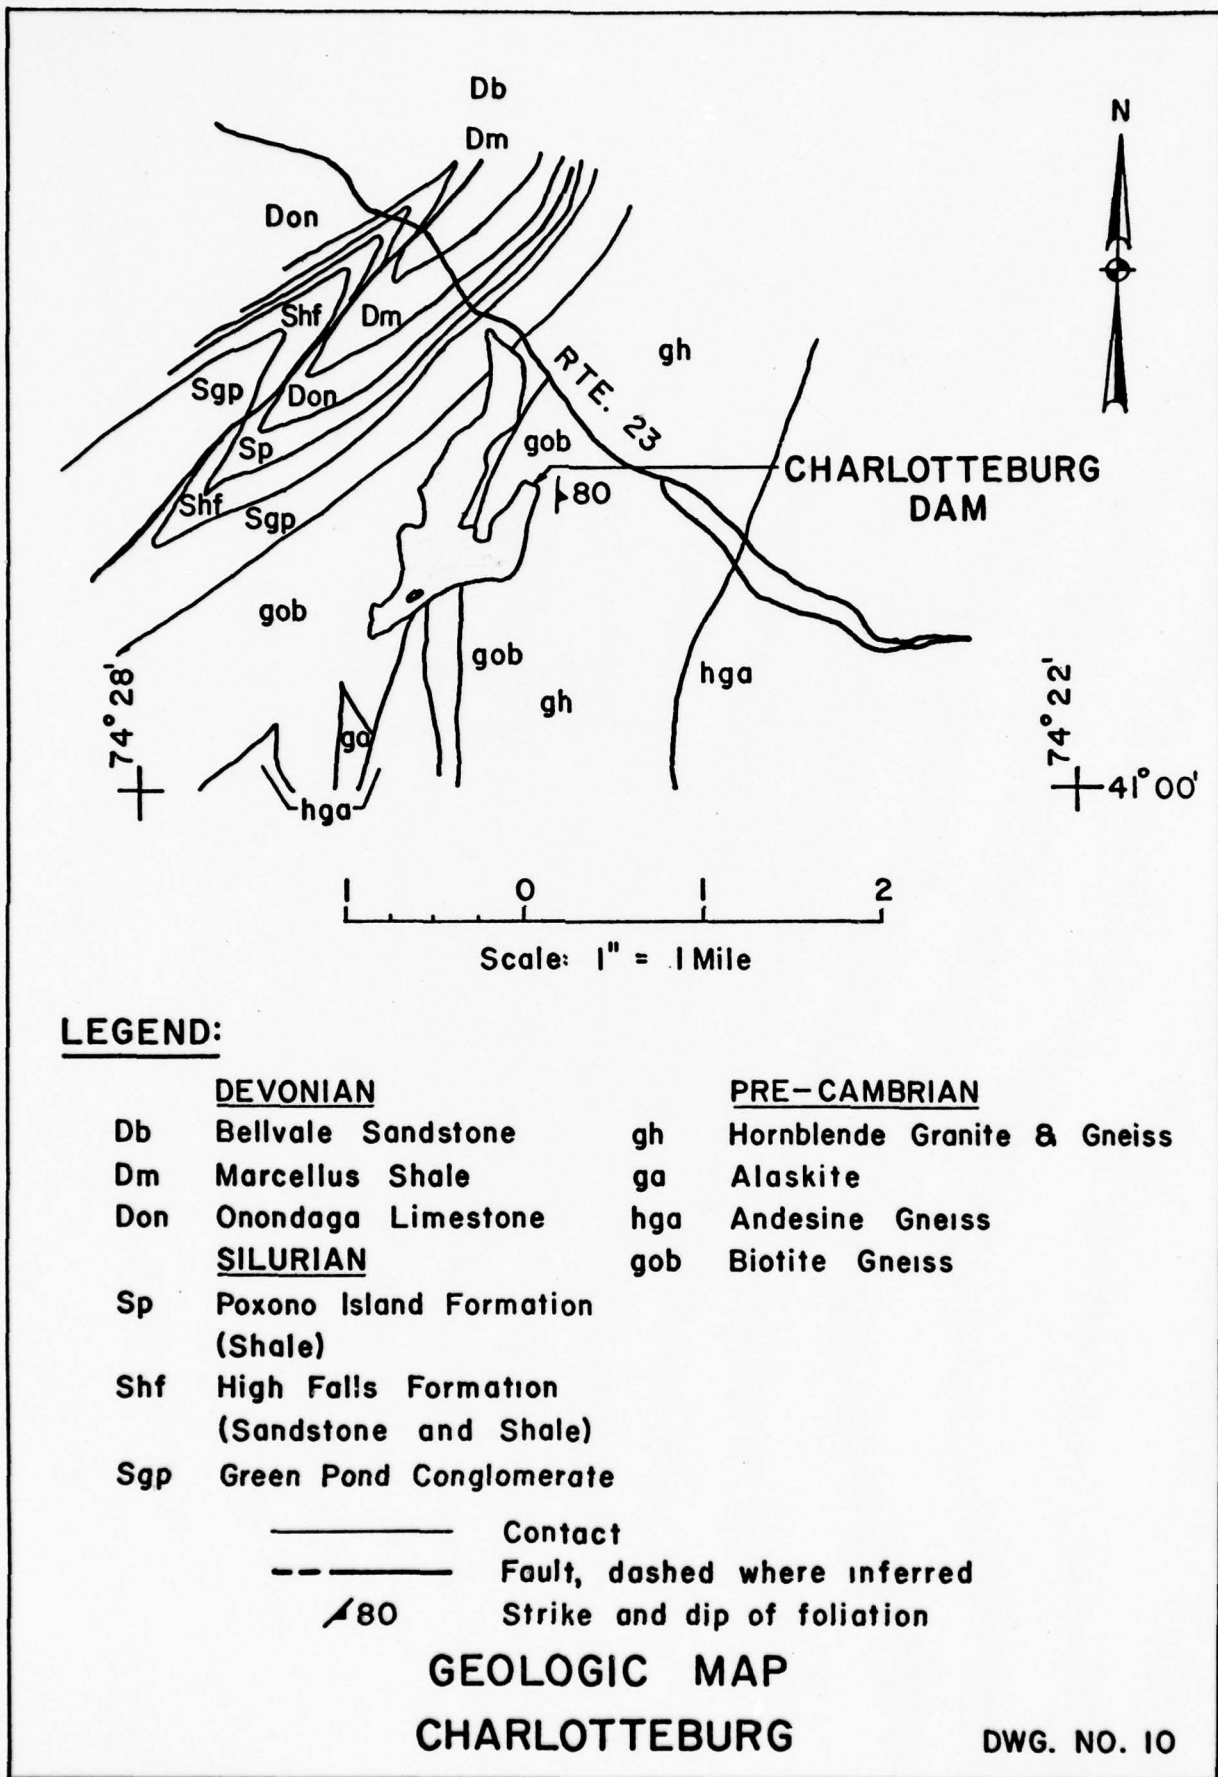 Db
Dm
N
Don
Shf
Dm
gh
RTE. 23
Sgp
Don
gob
CHARLOTTEBURG
DAM
Sp
80
Shf
Sgp
gob
gob
hga
gh
ga
hga
74° 28'
74° 22'
41° 00'
1 0 1 2
Scale: 1" = 1 Mile
LEGEND:
DEVONIAN
Db Bellvale Sandstone
Dm Marcellus Shale
Don Onondaga Limestone
SILURIAN
Sp Poxono Island Formation
(Shale)
Shf High Falls Formation
(Sandstone and Shale)
Sgp Green Pond Conglomerate
PRE-CAMBRIAN
gh Hornblende Granite & Gneiss
ga Alaskite
hga Andesine Gneiss
gob Biotite Gneiss
Contact
Fault, dashed where inferred
80 Strike and dip of foliation
GEOLOGIC MAP
CHARLOTTEBURG
DWG. NO. 10